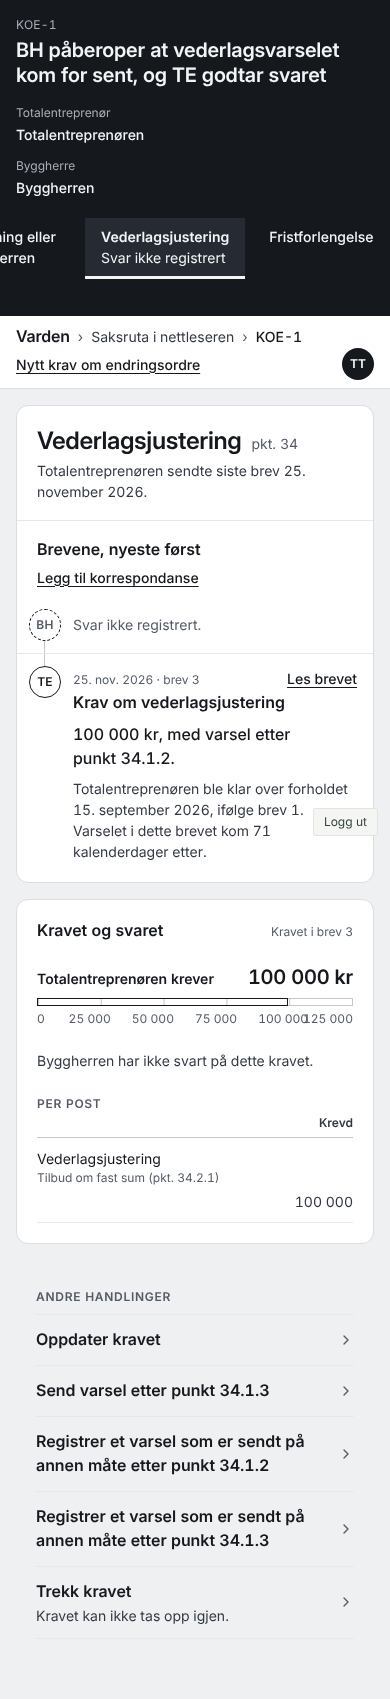 KOE-1
BH påberoper at vederlagsvarselet
kom for sent, og TE godtar svaret
Totalentreprenør
Totalentreprenøren
Byggherre
Byggherren
ning eller
erren
Vederlagsjustering
Svar ikke registrert
Fristforlengelse
Varden › Saksruta i nettleseren › KOE-1
Nytt krav om endringsordre
TT
Vederlagsjustering pkt. 34
Totalentreprenøren sendte siste brev 25.
november 2026.
Brevene, nyeste først
Legg til korrespondanse
BH Svar ikke registrert.
TE 25. nov. 2026 · brev 3 Les brevet
Krav om vederlagsjustering
100 000 kr, med varsel etter
punkt 34.1.2.
Totalentreprenøren ble klar over forholdet
15. september 2026, ifølge brev 1.
Varselet i dette brevet kom 71
kalenderdager etter.
Logg ut
Kravet og svaret Kravet i brev 3
Totalentreprenøren krever 100 000 kr
0 25 000 50 000 75 000 100 000 125 000
Byggherren har ikke svart på dette kravet.
PER POST
Krevd
Vederlagsjustering
Tilbud om fast sum (pkt. 34.2.1)
100 000
ANDRE HANDLINGER
Oppdater kravet
Send varsel etter punkt 34.1.3
Registrer et varsel som er sendt på
annen måte etter punkt 34.1.2
Registrer et varsel som er sendt på
annen måte etter punkt 34.1.3
Trekk kravet
Kravet kan ikke tas opp igjen.